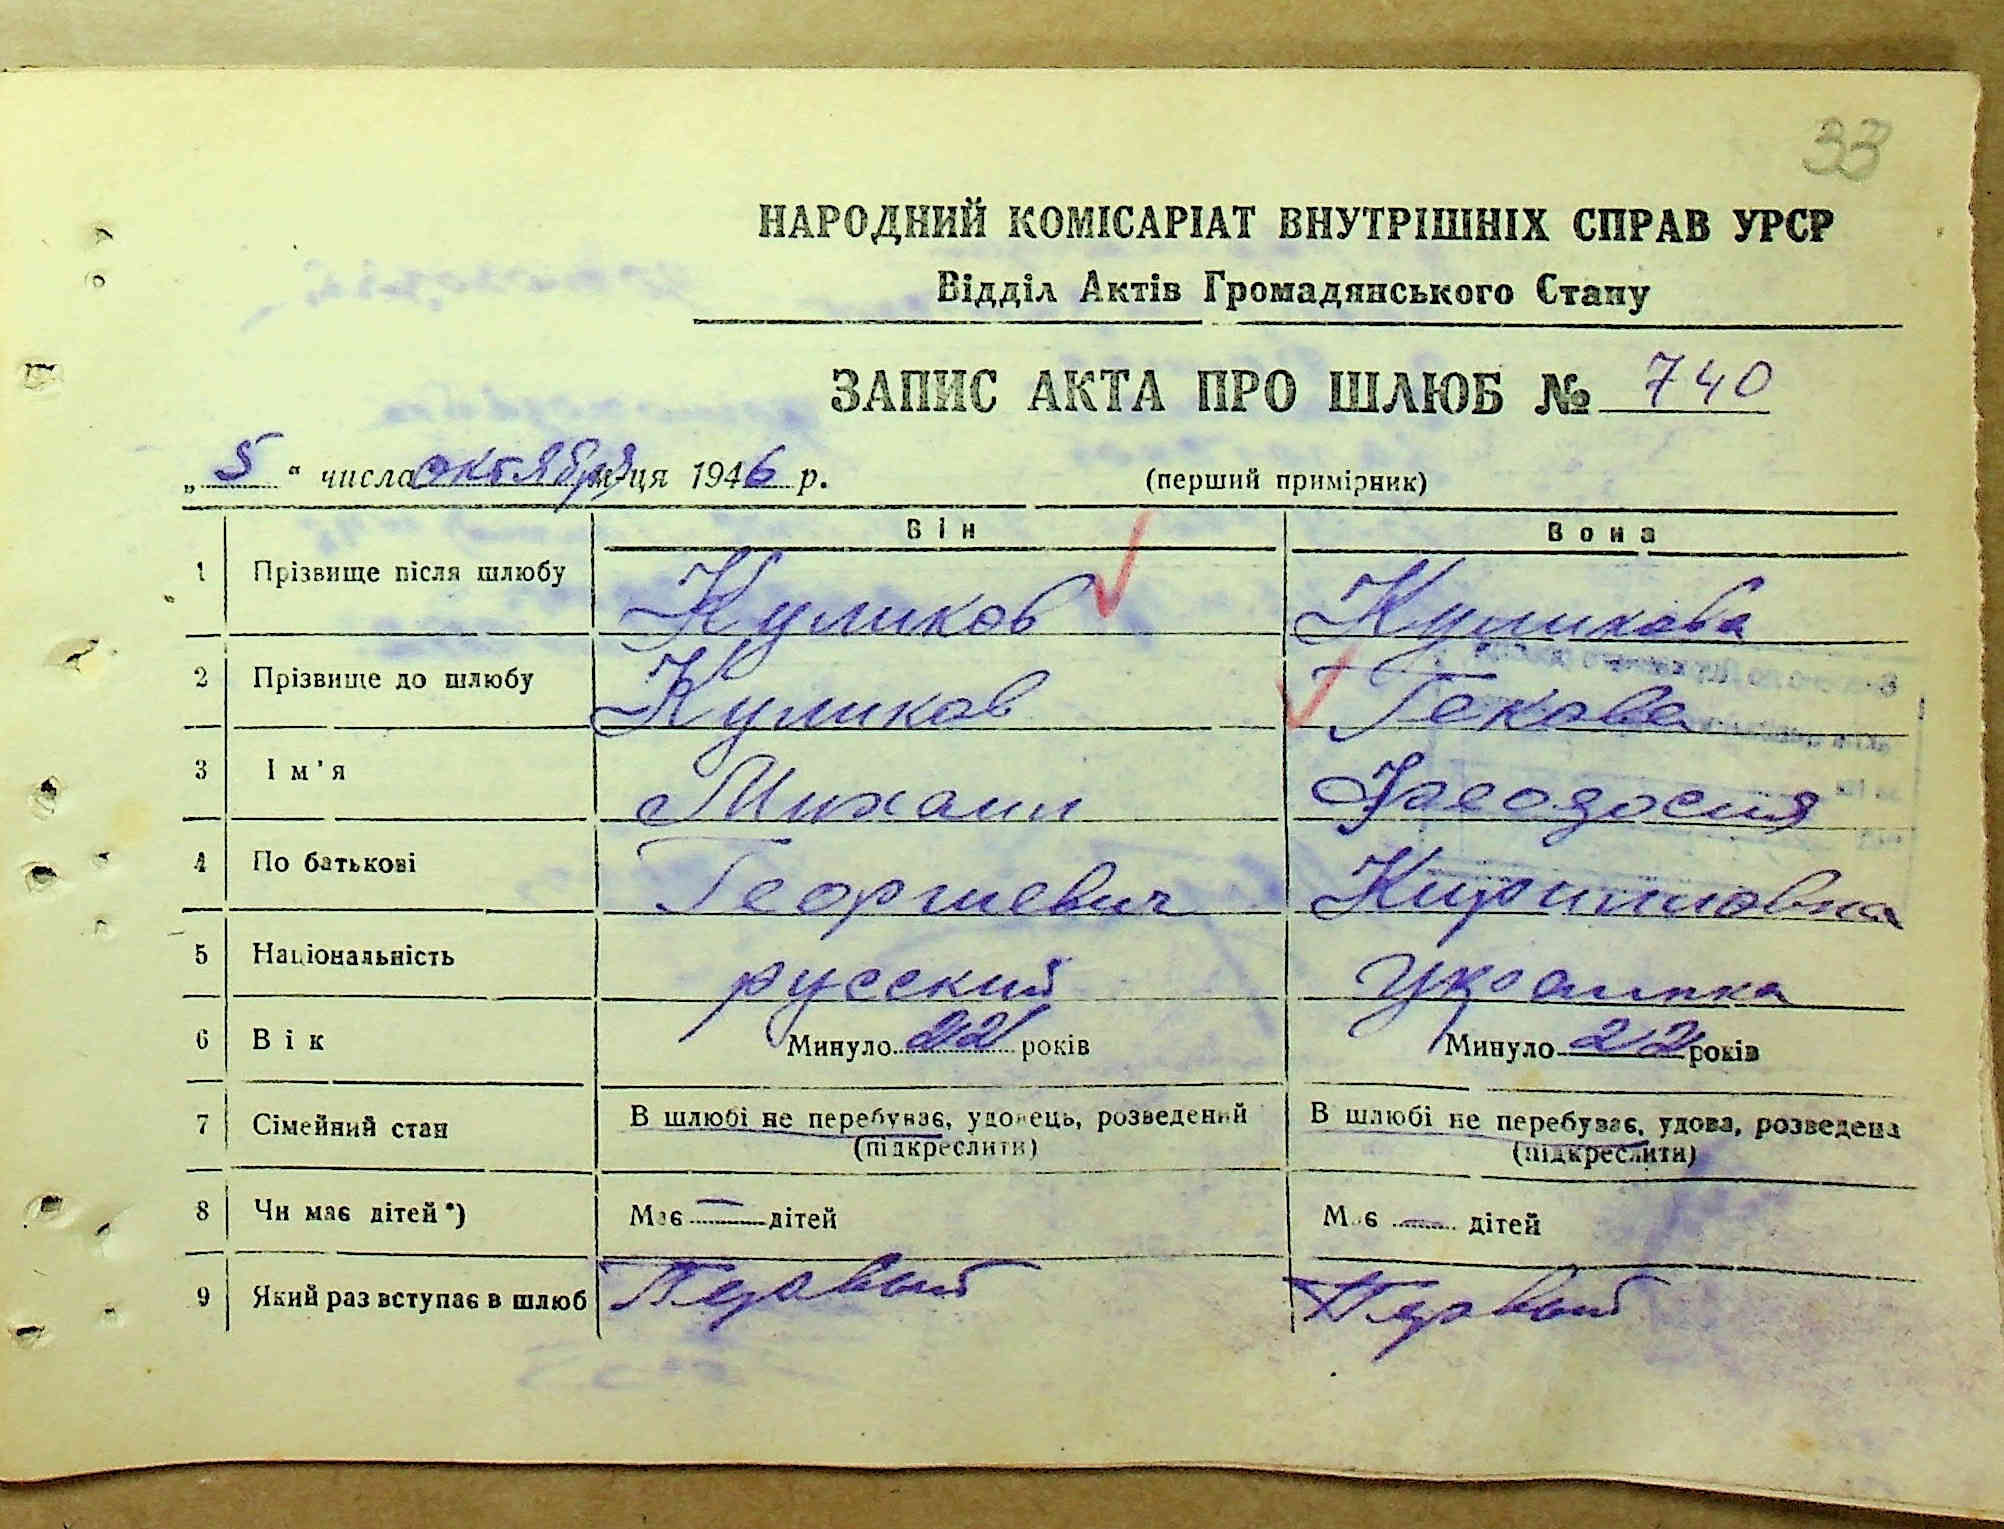 33
НАРОДНИЙ КОМІСАРІАТ ВНУТРІШНІХ СПРАВ УРСР
Відділ Актів Громадянського Стану
ЗАПИС АКТА ПРО ШЛЮБ № 740
„5“ числа октября м-ця 1946 р. (перший примірник)
Він Вона
1 Прізвище після шлюбу Куликов Куликова
2 Прізвище до шлюбу Куликов Гекова
3 Ім'я Михаил Феодосия
4 По батькові Георгиевич Кирилловна
5 Національність русский украинка
6 Вік Минуло 22 років Минуло 22 років
7 Сімейний стан В шлюбі не перебуває, удовець, розведений В шлюбі не перебуває, удова, розведена
(підкреслити) (підкреслити)
8 Чи має дітей*) Має — дітей Має — дітей
9 Який раз вступає в шлюб Первый Первый